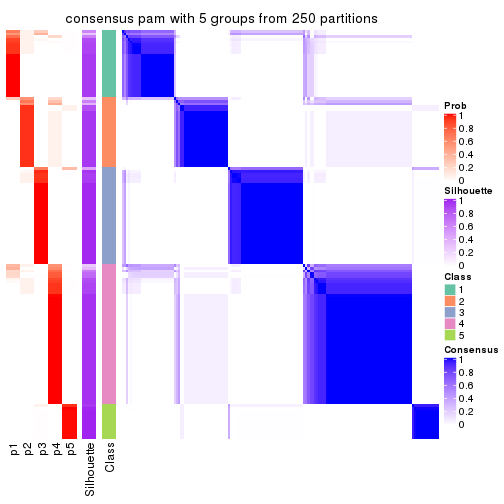 consensus pam with 5 groups from 250 partitions
Prob
1
0.8
0.6
0.4
0.2
0
Silhouette
1
0.8
0.6
0.4
0.2
0
Class
1
2
3
4
5
Consensus
1
0.8
0.6
0.4
0.2
0
p1
p2
p3
p4
p5
Silhouette
Class